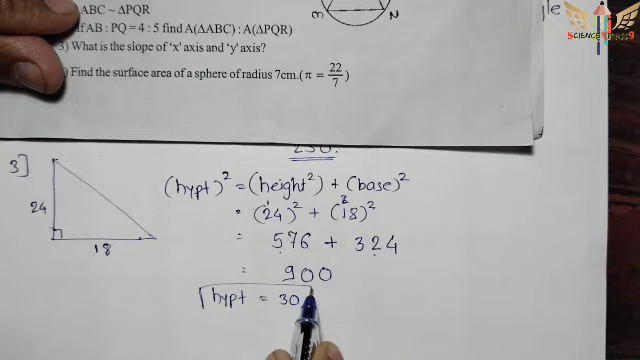 ABC ~ ΔPQR
If AB : PQ = 4 : 5 find A(ΔABC) : A(ΔPQR)
3) What is the slope of 'x' axis and 'y' axis?
) Find the surface area of a sphere of radius 7cm.(π = 22/7)
M N
SCIENCE 9
3]
24
18
(hypt)² = (height²) + (base)²
= (24)² + (18)²
= 576 + 324
= 900
hypt = 30